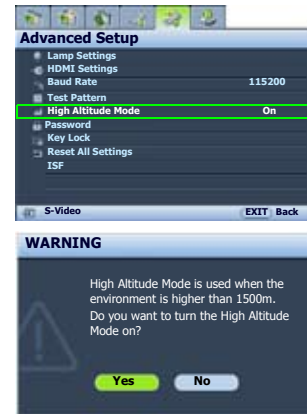 Advanced Setup
Lamp Settings
HDMI Settings
Baud Rate 115200
Test Pattern
High Altitude Mode On
Password
Key Lock
Reset All Settings
ISF
S-Video EXIT Back
WARNING
High Altitude Mode is used when the
environment is higher than 1500m.
Do you want to turn the High Altitude
Mode on?
Yes No